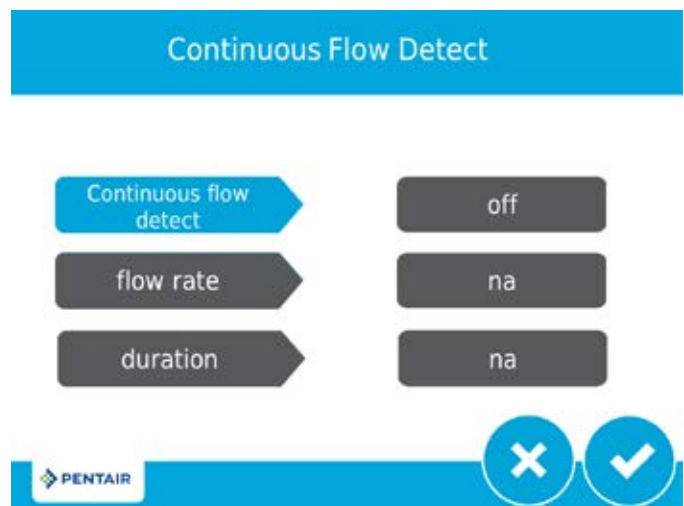 Continuous Flow Detect
Continuous flow
detect
off
flow rate
na
duration
na
PENTAIR